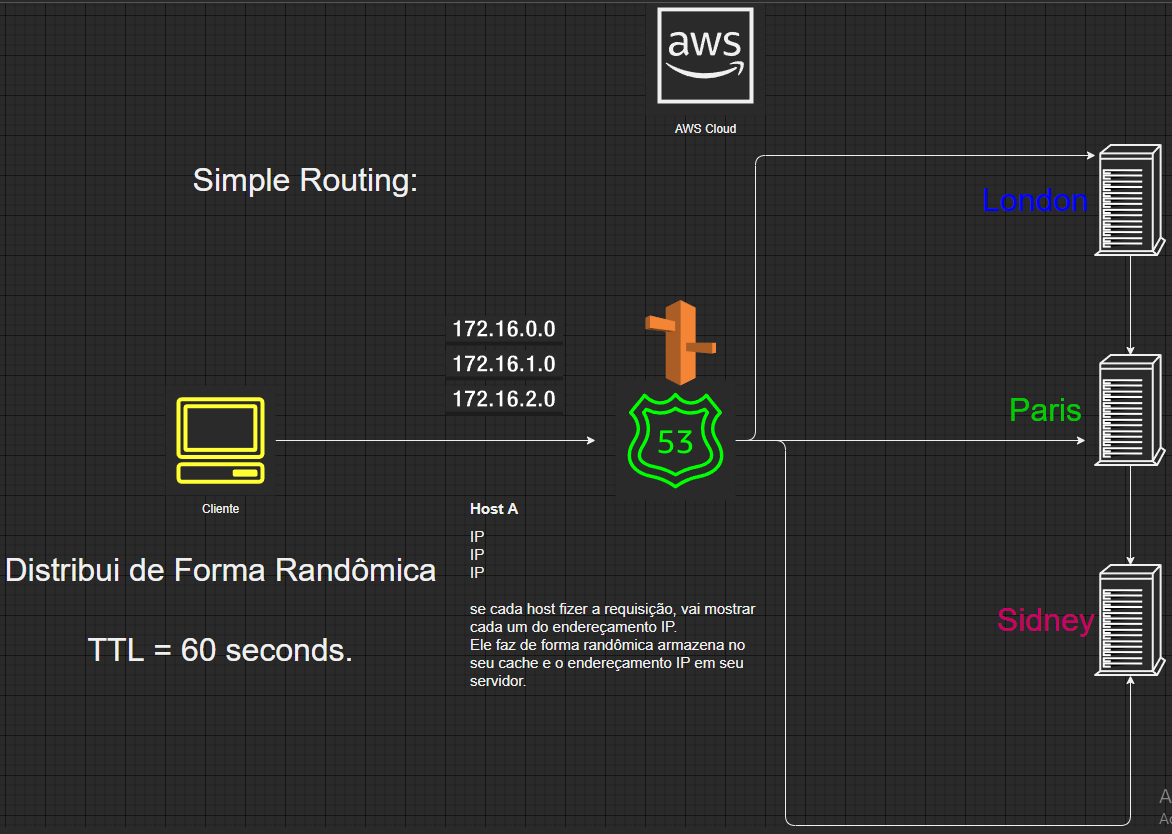 aws
AWS Cloud
Simple Routing:
London
172.16.0.0
172.16.1.0
172.16.2.0
53
Paris
Cliente
Host A
IP
IP
IP
Distribui de Forma Randômica
se cada host fizer a requisição, vai mostrar
cada um do endereçamento IP.
Ele faz de forma randômica armazena no
seu cache e o endereçamento IP em seu
servidor.
TTL = 60 seconds.
Sidney